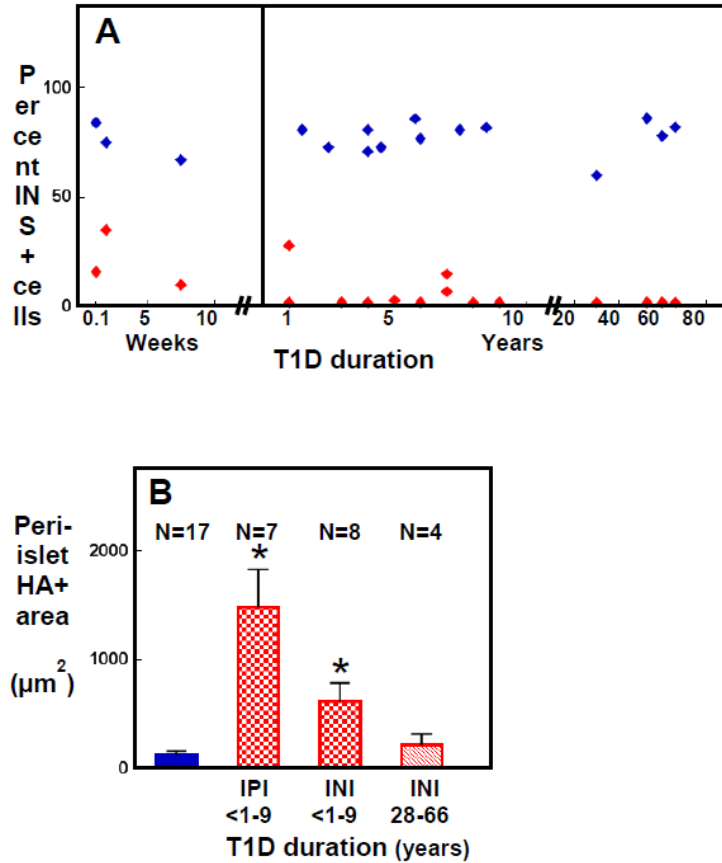 A
P
er
ce
nt
IN
S
+
ce
lls
100
50
0
0.1 5 10 1 5 10 20 40 60 80
Weeks Years
T1D duration
B
Peri-
islet
HA+
area
(µm²)
N=17 N=7 N=8 N=4
* *
2000
1000
0
IPI INI INI
<1-9 <1-9 28-66
T1D duration (years)